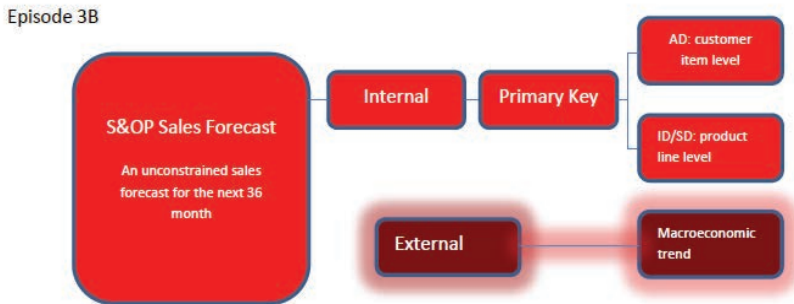 Episode 3B
S&OP Sales Forecast
An unconstrained sales
forecast for the next 36
month
Internal
Primary Key
AD: customer
item level
ID/SD: product
line level
External
Macroeconomic
trend